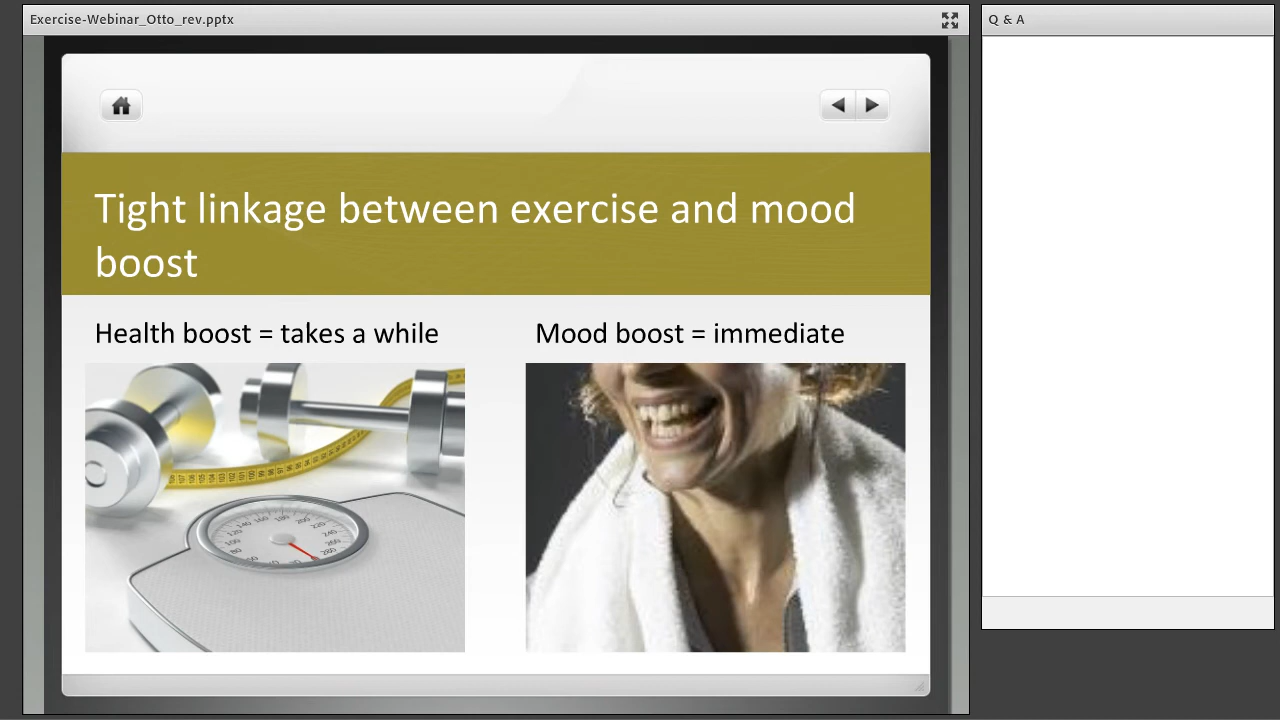 Exercise-Webinar_Otto_rev.pptx
Q & A
Tight linkage between exercise and mood
boost
Health boost = takes a while
Mood boost = immediate